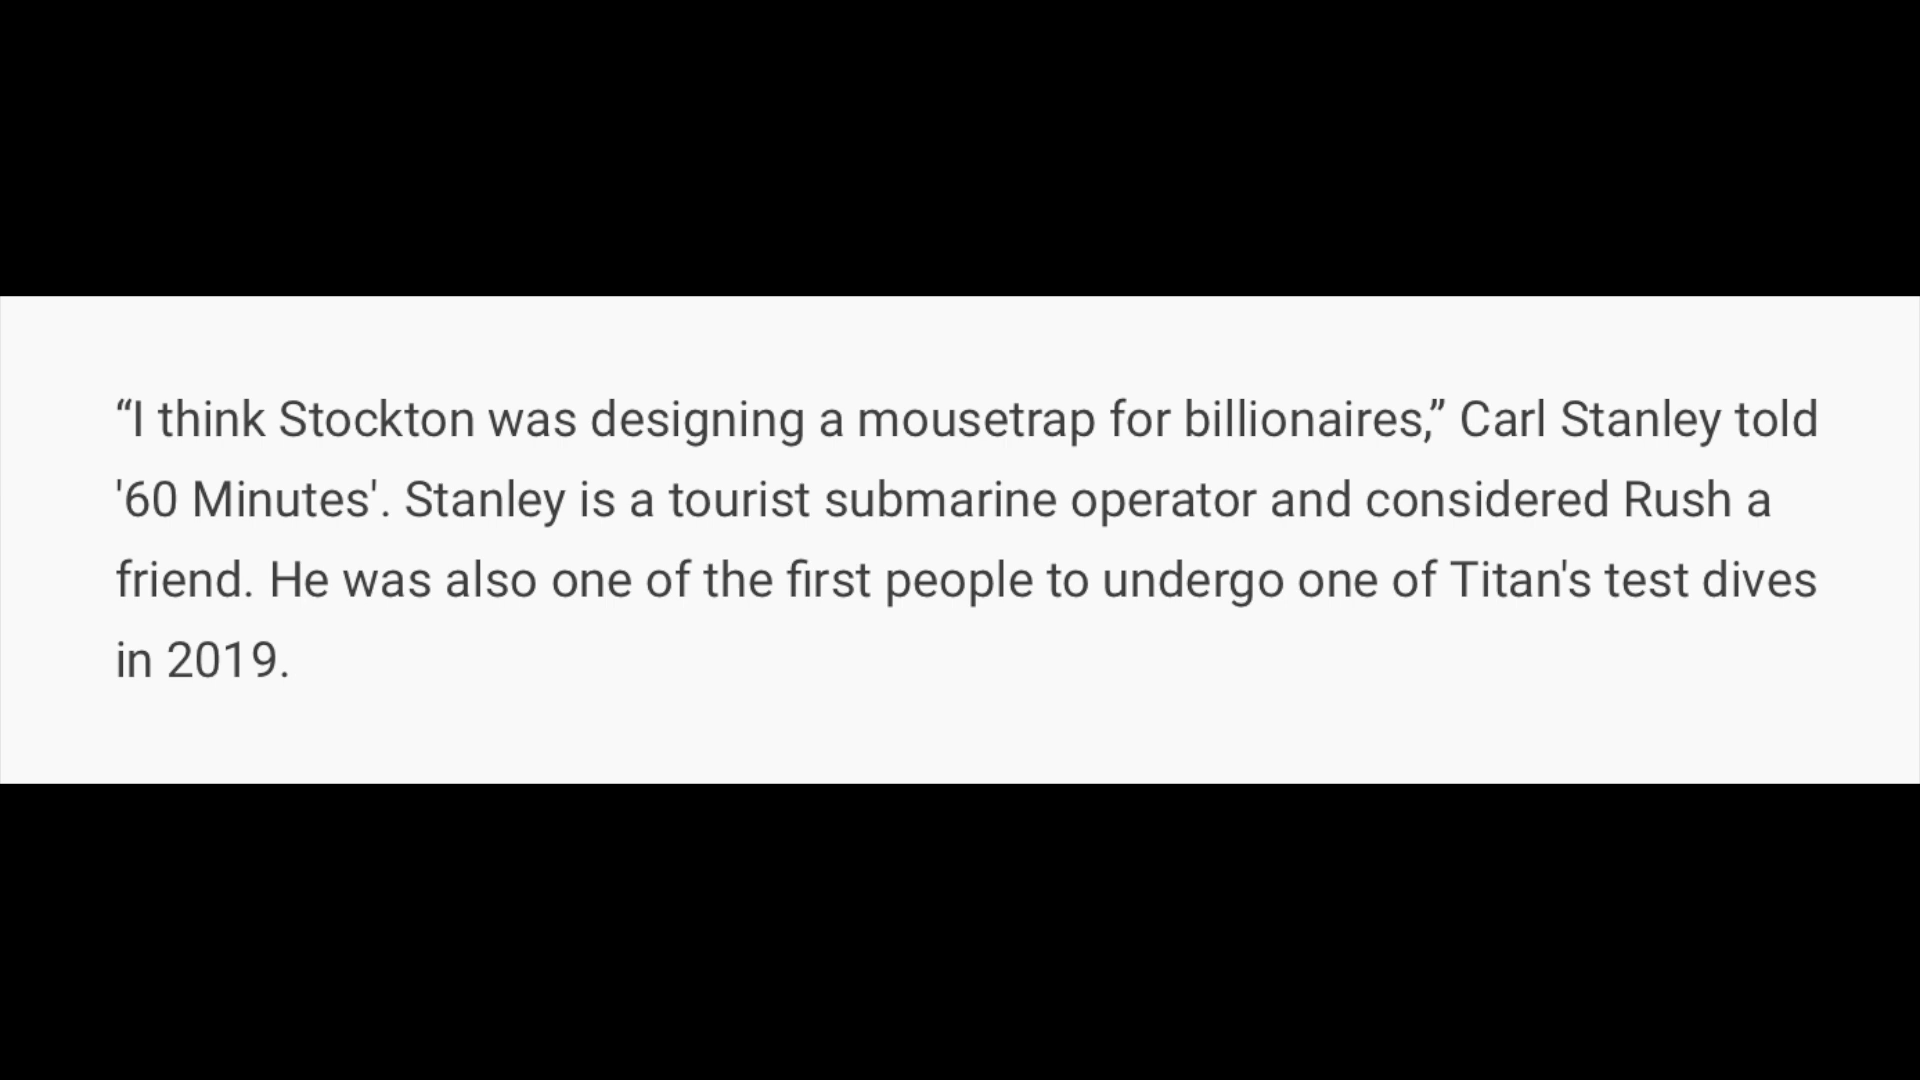 “I think Stockton was designing a mousetrap for billionaires,” Carl Stanley told
'60 Minutes'. Stanley is a tourist submarine operator and considered Rush a
friend. He was also one of the first people to undergo one of Titan's test dives
in 2019.